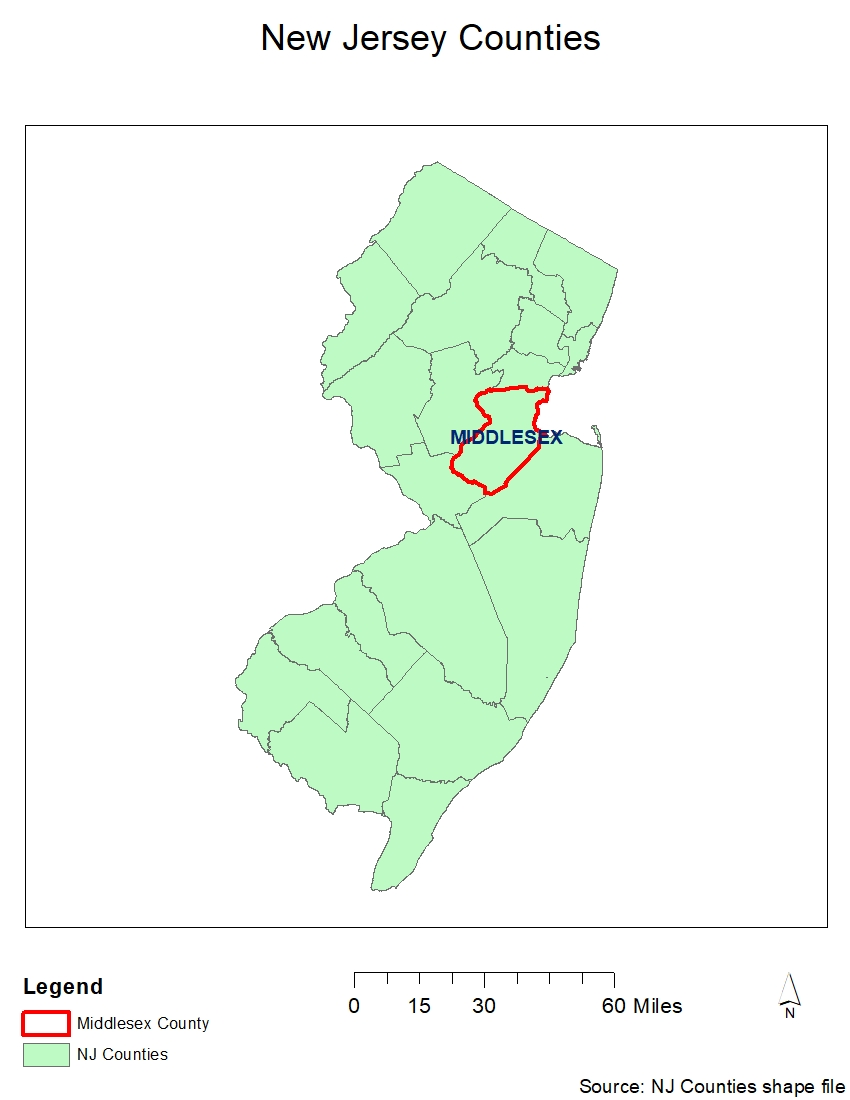 New Jersey Counties
MIDDLESEX
Legend
Middlesex County
NJ Counties
0 15 30 60 Miles
N
Source: NJ Counties shape file